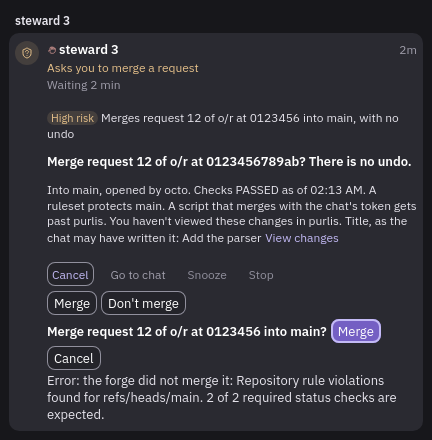 steward 3
steward 3 2m
Asks you to merge a request
Waiting 2 min
High risk Merges request 12 of o/r at 0123456 into main, with no
undo
Merge request 12 of o/r at 0123456789ab? There is no undo.
Into main, opened by octo. Checks PASSED as of 02:13 AM. A
ruleset protects main. A script that merges with the chat's token gets
past purlis. You haven't viewed these changes in purlis. Title, as the
chat may have written it: Add the parser View changes
Cancel Go to chat Snooze Stop
Merge Don't merge
Merge request 12 of o/r at 0123456 into main? Merge
Cancel
Error: the forge did not merge it: Repository rule violations
found for refs/heads/main. 2 of 2 required status checks are
expected.